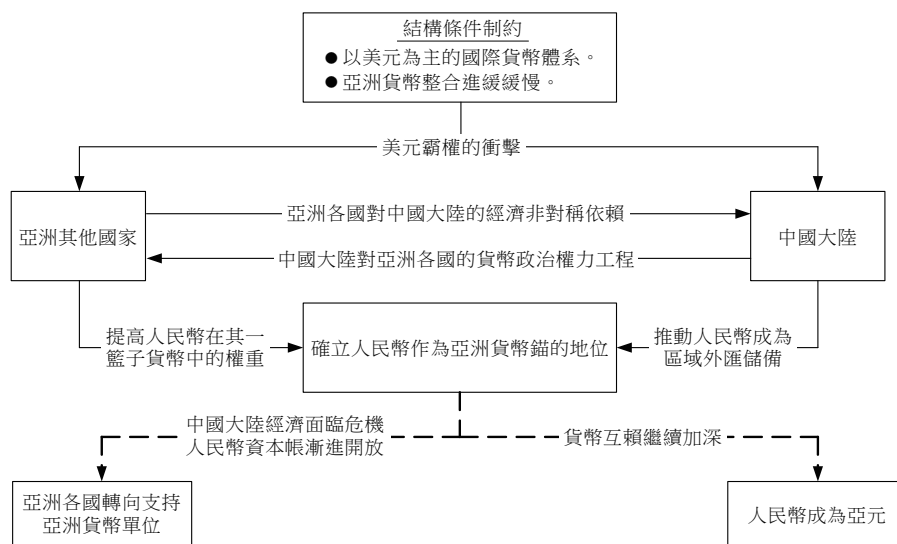 結構條件制約
●以美元為主的國際貨幣體系。
●亞洲貨幣整合進緩緩慢。
美元霸權的衝擊
亞洲其他國家
亞洲各國對中國大陸的經濟非對稱依賴
中國大陸對亞洲各國的貨幣政治權力工程
中國大陸
提高人民幣在其一
籃子貨幣中的權重
確立人民幣作為亞洲貨幣錨的地位
推動人民幣成為
區域外匯儲備
中國大陸經濟面臨危機
人民幣資本帳漸進開放
貨幣互賴繼續加深
亞洲各國轉向支持
亞洲貨幣單位
人民幣成為亞元